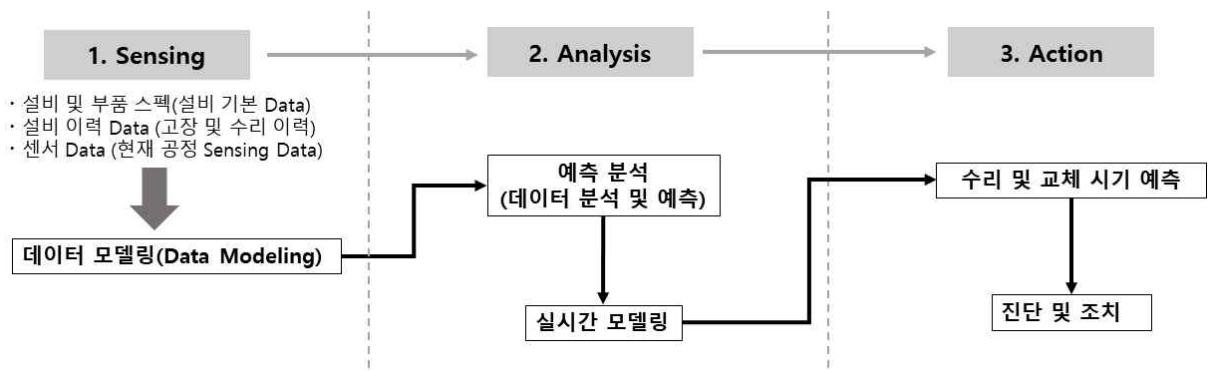 1. Sensing
· 설비 및 부품 스펙(설비 기본 Data)
· 설비 이력 Data (고장 및 수리 이력)
· 센서 Data (현재 공정 Sensing Data)
데이터 모델링(Data Modeling)
2. Analysis
예측 분석
(데이터 분석 및 예측)
실시간 모델링
3. Action
수리 및 교체 시기 예측
진단 및 조치